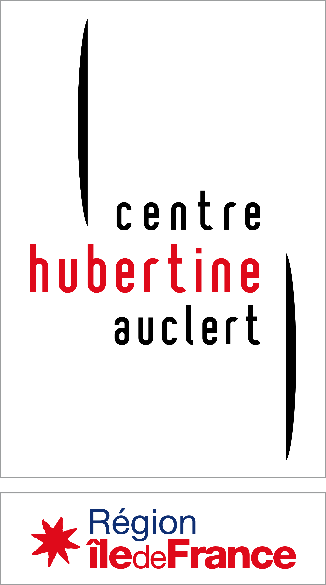 centre
hubertine
auclert
Région
îledeFrance